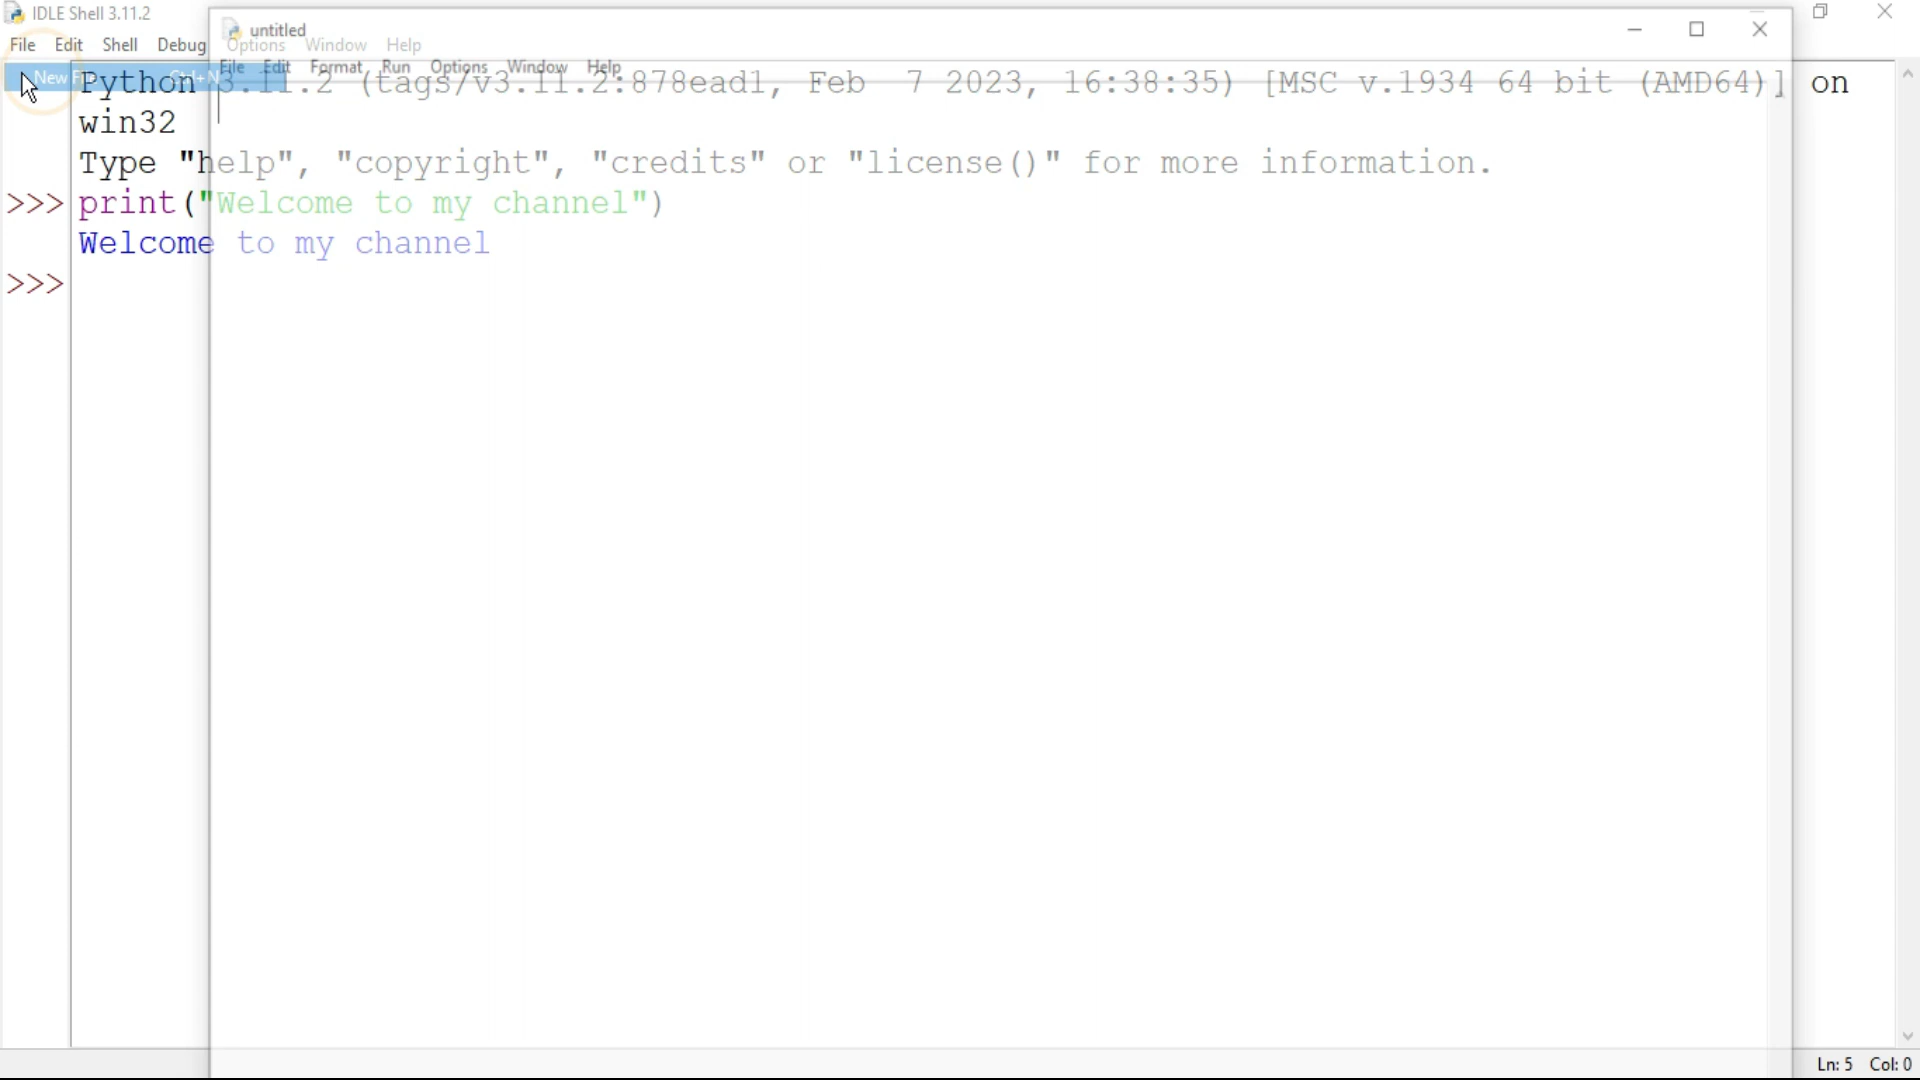 IDLE Shell 3.11.2
untitled
File Edit Shell Debug Options Window Help
File Edit Format Run Options Window Help
New File Ctrl+N
Python 3.11.2 (tags/v3.11.2:878ead1, Feb  7 2023, 16:38:35) [MSC v.1934 64 bit (AMD64)] on
win32
Type "help", "copyright", "credits" or "license()" for more information.
>>> print("Welcome to my channel")
Welcome to my channel
>>>
Ln: 5 Col: 0